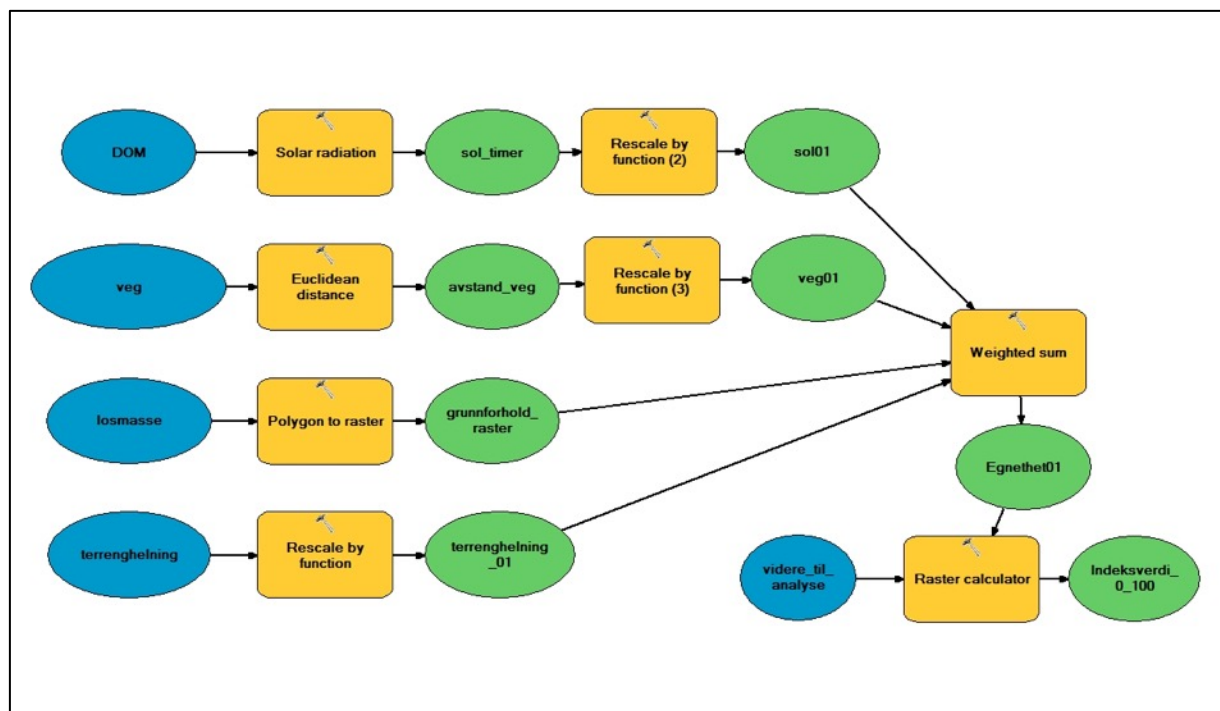 DOM
Solar radiation
sol_timer
Rescale by
function (2)
sol01
veg
Euclidean
distance
avstand_veg
Rescale by
function (3)
veg01
Weighted sum
losmasse
Polygon to raster
grunnforhold_
raster
Egnethet01
terrenghelning
Rescale by
function
terrenghelning
_01
videre_til_
analyse
Raster calculator
Indeksverdi_
0_100